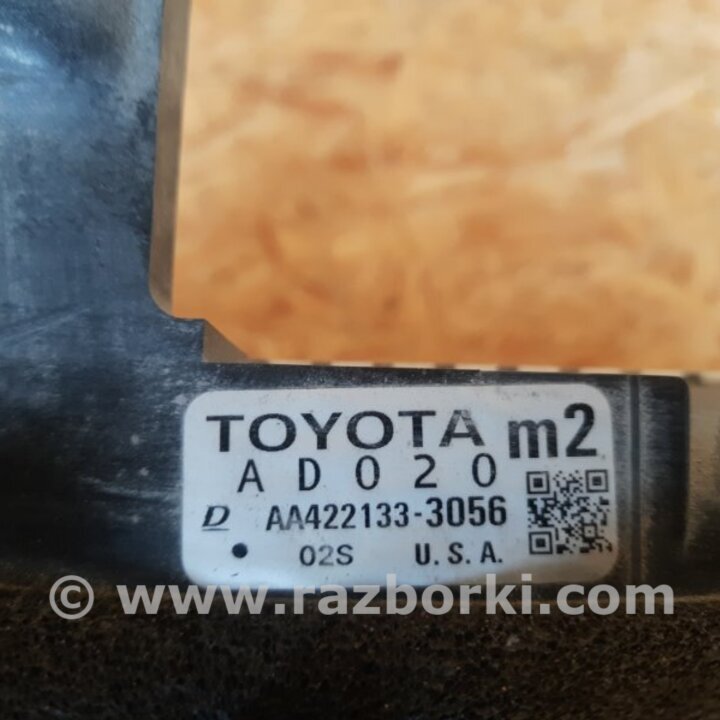 TOYOTA m2
AD020
D AA422133-3056
• 02S U.S.A.
© www.razborki.com